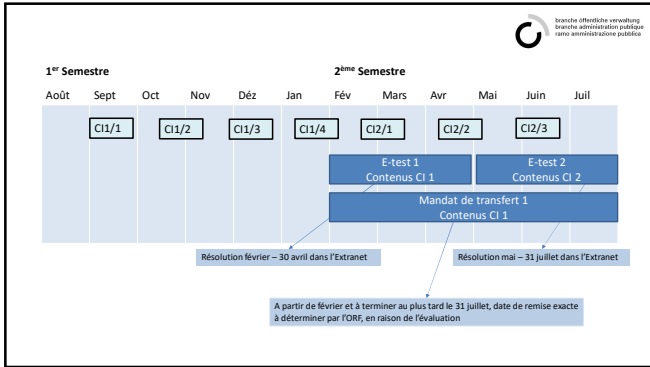 branche öffentliche verwaltung
branche administration publique
ramo amministrazione pubblica
1er Semestre
2ème Semestre
Août Sept Oct Nov Déz Jan Fév Mars Avr Mai Juin Juil
CI1/1 CI1/2 CI1/3 CI1/4 CI2/1 CI2/2 CI2/3
E-test 1
Contenus CI 1
E-test 2
Contenus CI 2
Mandat de transfert 1
Contenus CI 1
Résolution février – 30 avril dans l'Extranet
Résolution mai – 31 juillet dans l'Extranet
A partir de février et à terminer au plus tard le 31 juillet, date de remise exacte
à déterminer par l'ORF, en raison de l'évaluation